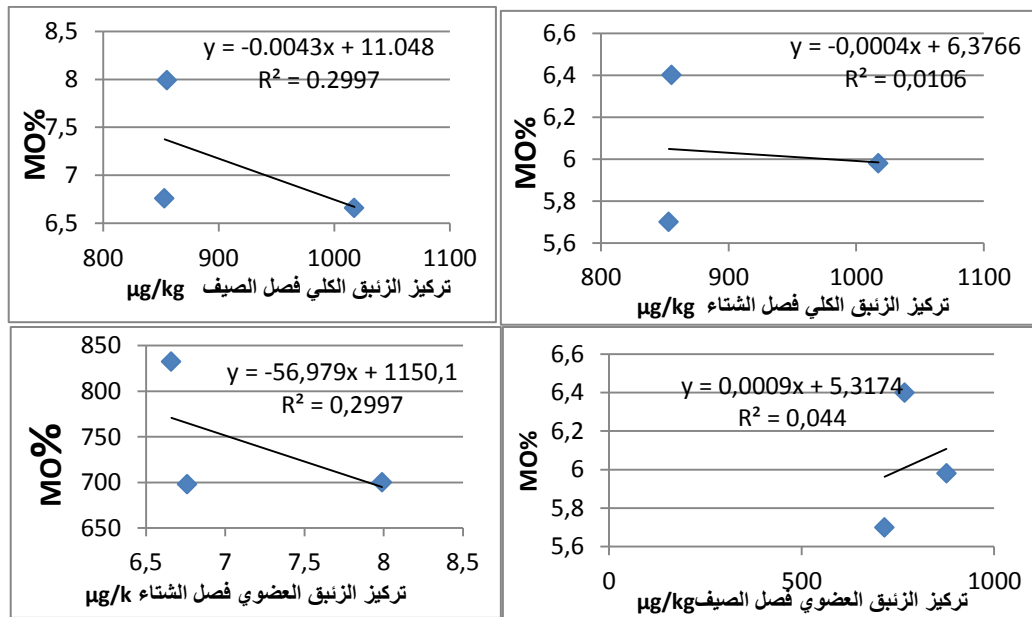 8,5
8
7,5
7
6,5
MO%
y = -0.0043x + 11.048
R² = 0.2997
800 900 1000 1100
تركيز الزئبق الكلي فصل الصيف µg/kg
6,6
6,4
6,2
6
5,8
5,6
MO%
y = -0,0004x + 6,3766
R² = 0,0106
800 900 1000 1100
تركيز الزئبق الكلي فصل الشتاء µg/kg
850
800
750
700
650
MO%
y = -56,979x + 1150,1
R² = 0,2997
6,5 7 7,5 8 8,5
تركيز الزئبق العضوي فصل الشتاء µg/k
6,6
6,4
6,2
6
5,8
5,6
MO%
y = 0,0009x + 5,3174
R² = 0,044
0 500 1000
تركيز الزئبق العضوي فصل الصيف µg/kg